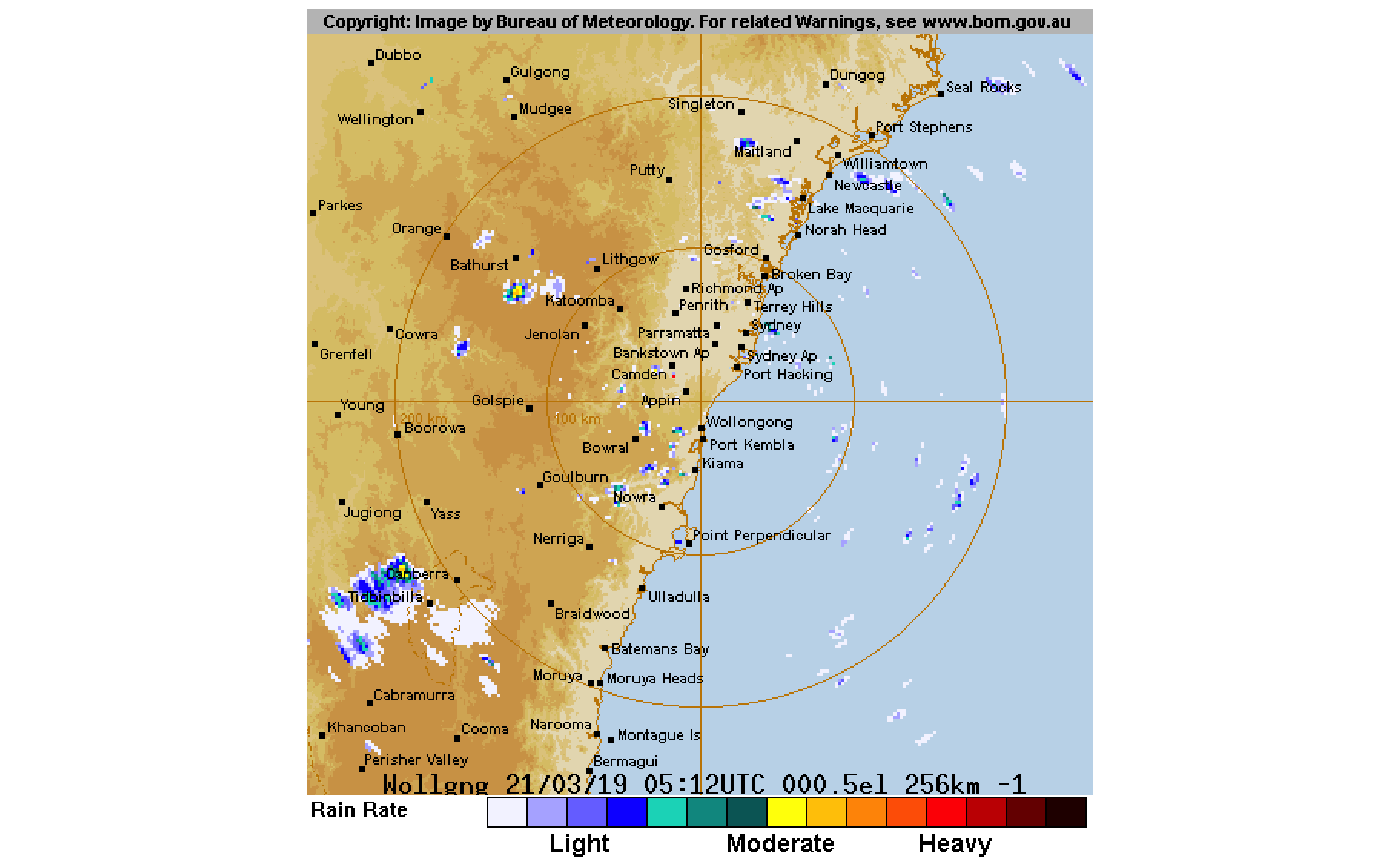 Copyright: Image by Bureau of Meteorology. For related Warnings, see www.bom.gov.au
Dubbo
Gulgong
Dungog
Seal Rocks
Singleton
Mudgee
Wellington
Port Stephens
Maitland
Williamtown
Putty
Newcastle
Parkes
Lake Macquarie
Orange
Norah Head
Gosford
Lithgow
Bathurst
Broken Bay
Richmond Ap
Katoomba
Penrith
Terrey Hills
Sydney
Cowra
Jenolan
Parramatta
Grenfell
Bankstown Ap
Sydney Ap
Camden
Port Hacking
Golspie
Appin
Young
200 km
100 km
Wollongong
Boorowa
Port Kembla
Bowral
Kiama
Goulburn
Nowra
Jugiong
Yass
Nerriga
Point Perpendicular
Canberra
Tidbinbilla
Ulladulla
Braidwood
Batemans Bay
Moruya
Moruya Heads
Cabramurra
Khancoban
Cooma
Narooma
Montague Is
Perisher Valley
Bermagui
Wollgng 21/03/19 05:12UTC 000.5el 256km -1
Rain Rate
Light Moderate Heavy